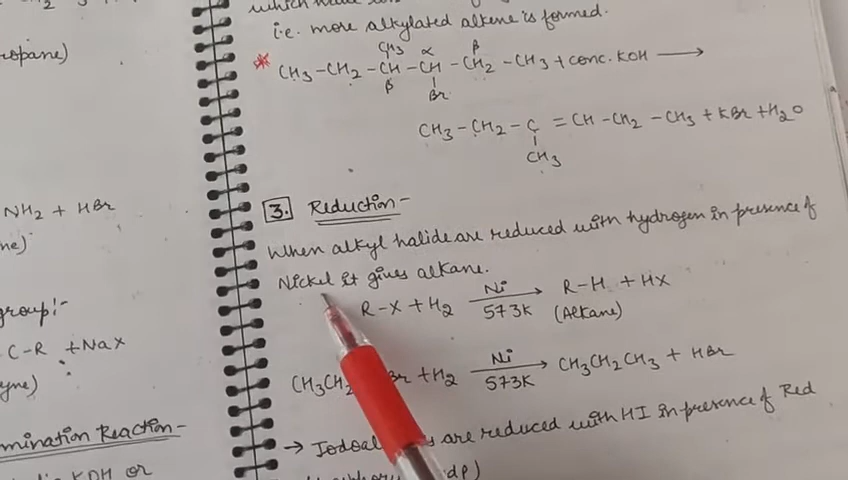 ropane)
NH2 + HBr
ne)
group:-
C-R + NaX
yne)
mination Reaction-
KOH or
i.e. more alkylated alkene is formed.
CH3 α β
* CH3-CH2-CH-CH-CH2-CH3 + conc. KOH ⟶
β Br
CH3-CH2-C=CH-CH2-CH3 + KBr + H2O
CH3
3. Reduction-
When alkyl halide are reduced with hydrogen in presence of
Nickel it gives alkane.
R-X + H2 ⟶ R-H + HX
Ni
573K (Alkane)
CH3CH2 Br + H2 ⟶ CH3CH2CH3 + HBr
Ni
573K
→ are reduced with HI in presence of Red